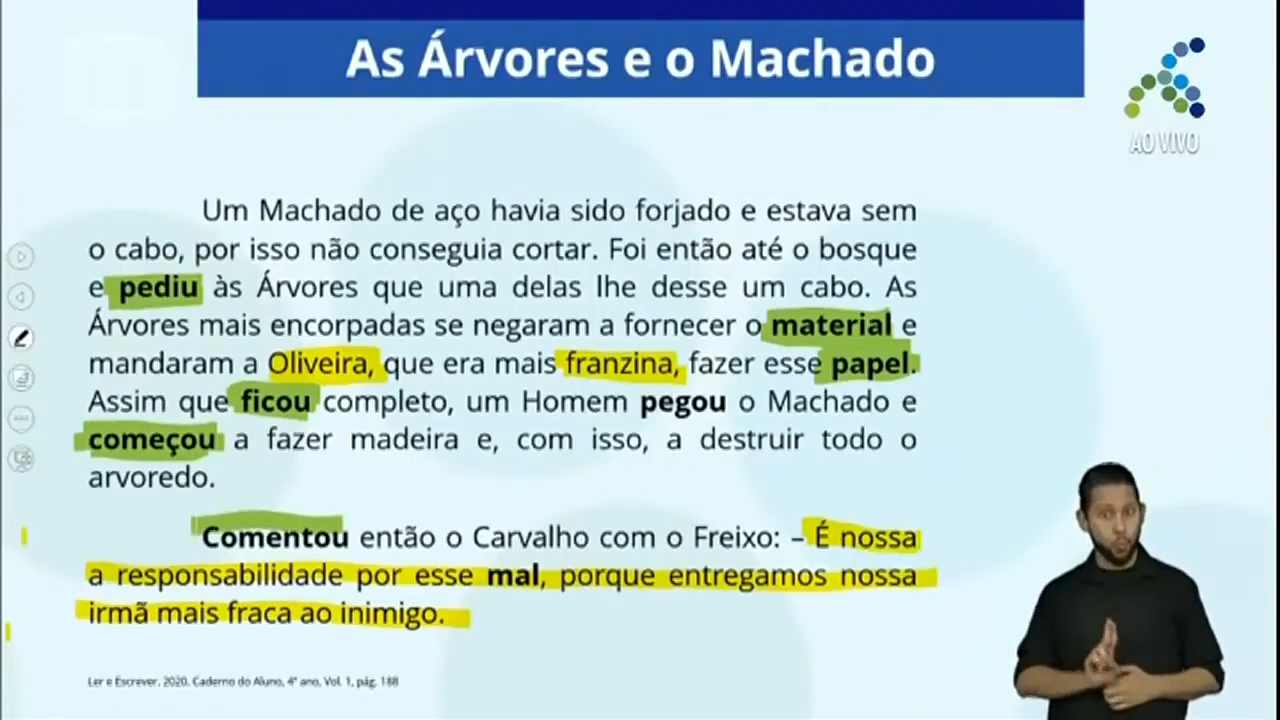 As Árvores e o Machado
AO VIVO
Um Machado de aço havia sido forjado e estava sem
o cabo, por isso não conseguia cortar. Foi então até o bosque
e pediu às Árvores que uma delas lhe desse um cabo. As
Árvores mais encorpadas se negaram a fornecer o material e
mandaram a Oliveira, que era mais franzina, fazer esse papel.
Assim que ficou completo, um Homem pegou o Machado e
começou a fazer madeira e, com isso, a destruir todo o
arvoredo.
Comentou então o Carvalho com o Freixo: – É nossa
a responsabilidade por esse mal, porque entregamos nossa
irmã mais fraca ao inimigo.
Ler e Escrever, 2020. Caderno do Aluno, 4º ano, Vol. 1, pág. 188